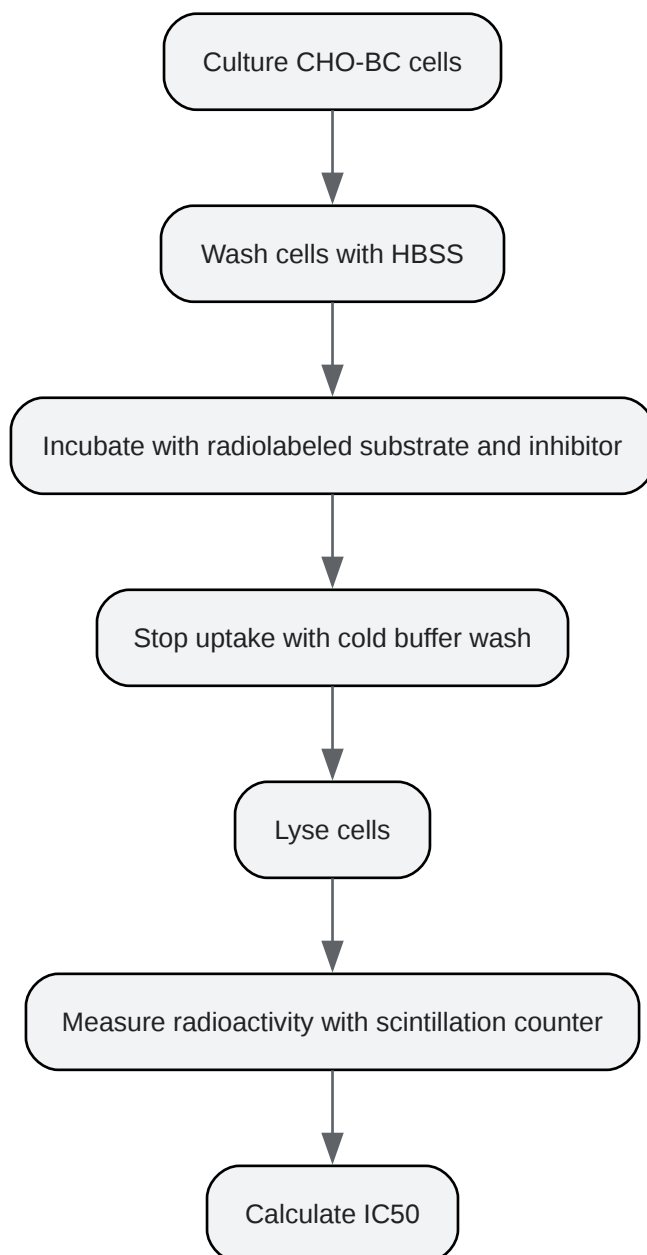 Culture CHO-BC cells
Wash cells with HBSS
Incubate with radiolabeled substrate and inhibitor
Stop uptake with cold buffer wash
Lyse cells
Measure radioactivity with scintillation counter
Calculate IC50